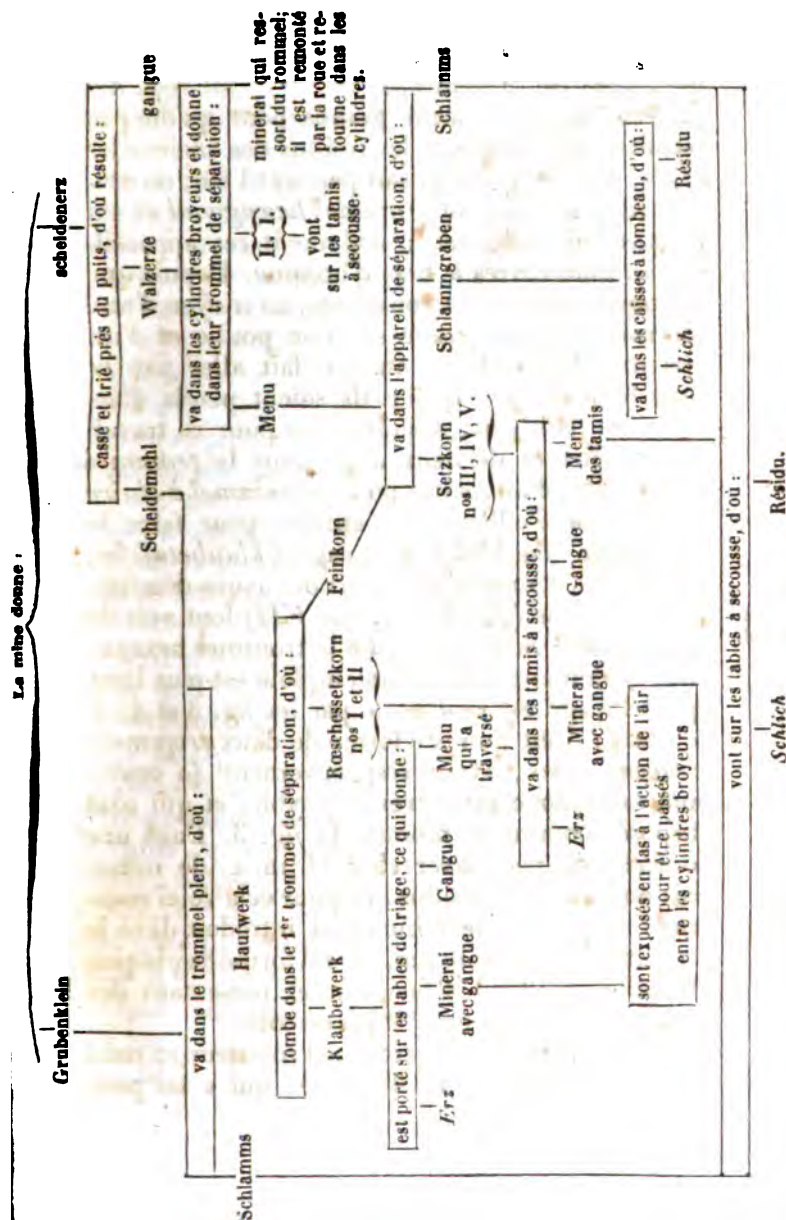 La mine donne :
Grubenklein
scheidenerz
cassé et trié près du puits, d'où résulte :
Scheidemehl
Walzerze
gangue
va dans le trommel plein, d'où :
va dans les cylindres broyeurs et donne
dans leur trommel de séparation :
Schlamms
Haufwerk
Menu
II. I.
vont
sur les tamis
à secousse.
minerai qui res-
sort du trommel;
il est remonté
par la roue et re-
tourne dans les
cylindres.
tombe dans le 1er trommel de séparation, d'où :
Klaubewerk
Rœschessetzkorn
nos I et II
Feinkorn
va dans l'appareil de séparation, d'où :
est porté sur les tables de triage, ce qui donne :
Setzkorn
nos III, IV, V.
Schlammgräben
Schlamms
Erz
Minerai
avec gangue
Gangue
Menu
qui a
traversé
va dans les tamis à secousse, d'où:
Erz
Minerai
avec gangue
Gangue
Menu
des tamis
va dans les caisses à tombeau, d'où:
Schlich
Résidu
sont exposés en tas à l'action de l'air
pour être passés
entre les cylindres broyeurs
vont sur les tables à secousse, d'où:
Schlich
Résidu.